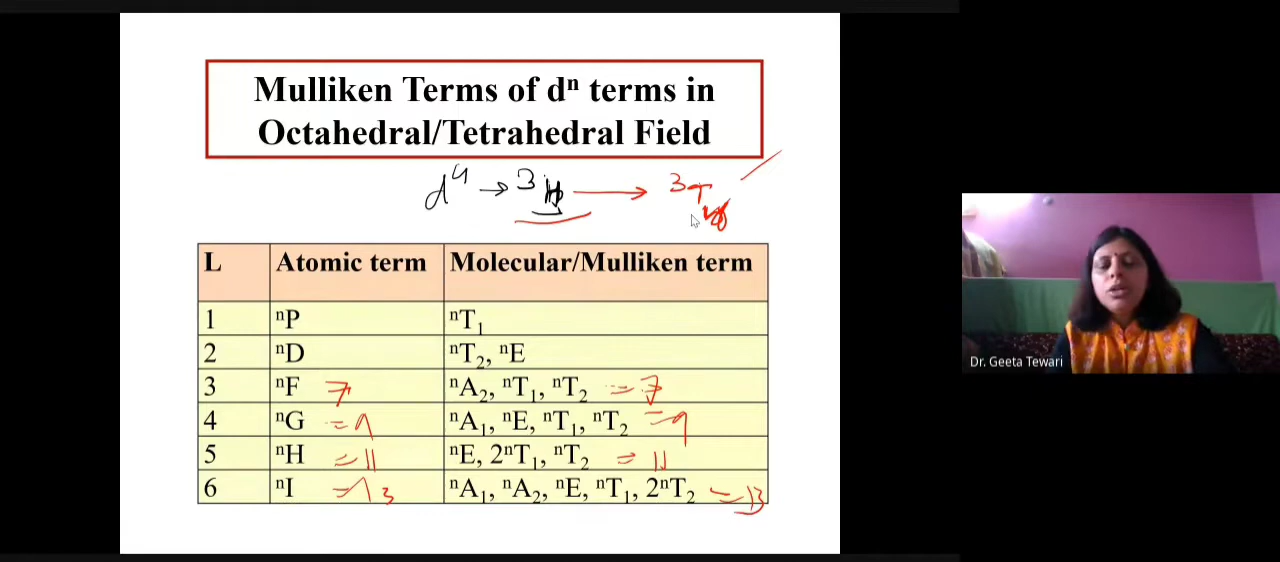 Mulliken Terms of dⁿ terms in
Octahedral/Tetrahedral Field
d⁴ → ³ → ³T
L Atomic term Molecular/Mulliken term
1 ⁿP ⁿT₁
2 ⁿD ⁿT₂, ⁿE
3 ⁿF 7 ⁿA₂, ⁿT₁, ⁿT₂ = 7
4 ⁿG = 9 ⁿA₁, ⁿE, ⁿT₁, ⁿT₂ = 9
5 ⁿH = 11 ⁿE, 2ⁿT₁, ⁿT₂ = 11
6 ⁿI = 13 ⁿA₁, ⁿA₂, ⁿE, ⁿT₁, 2ⁿT₂ = 13
Dr. Geeta Tewari